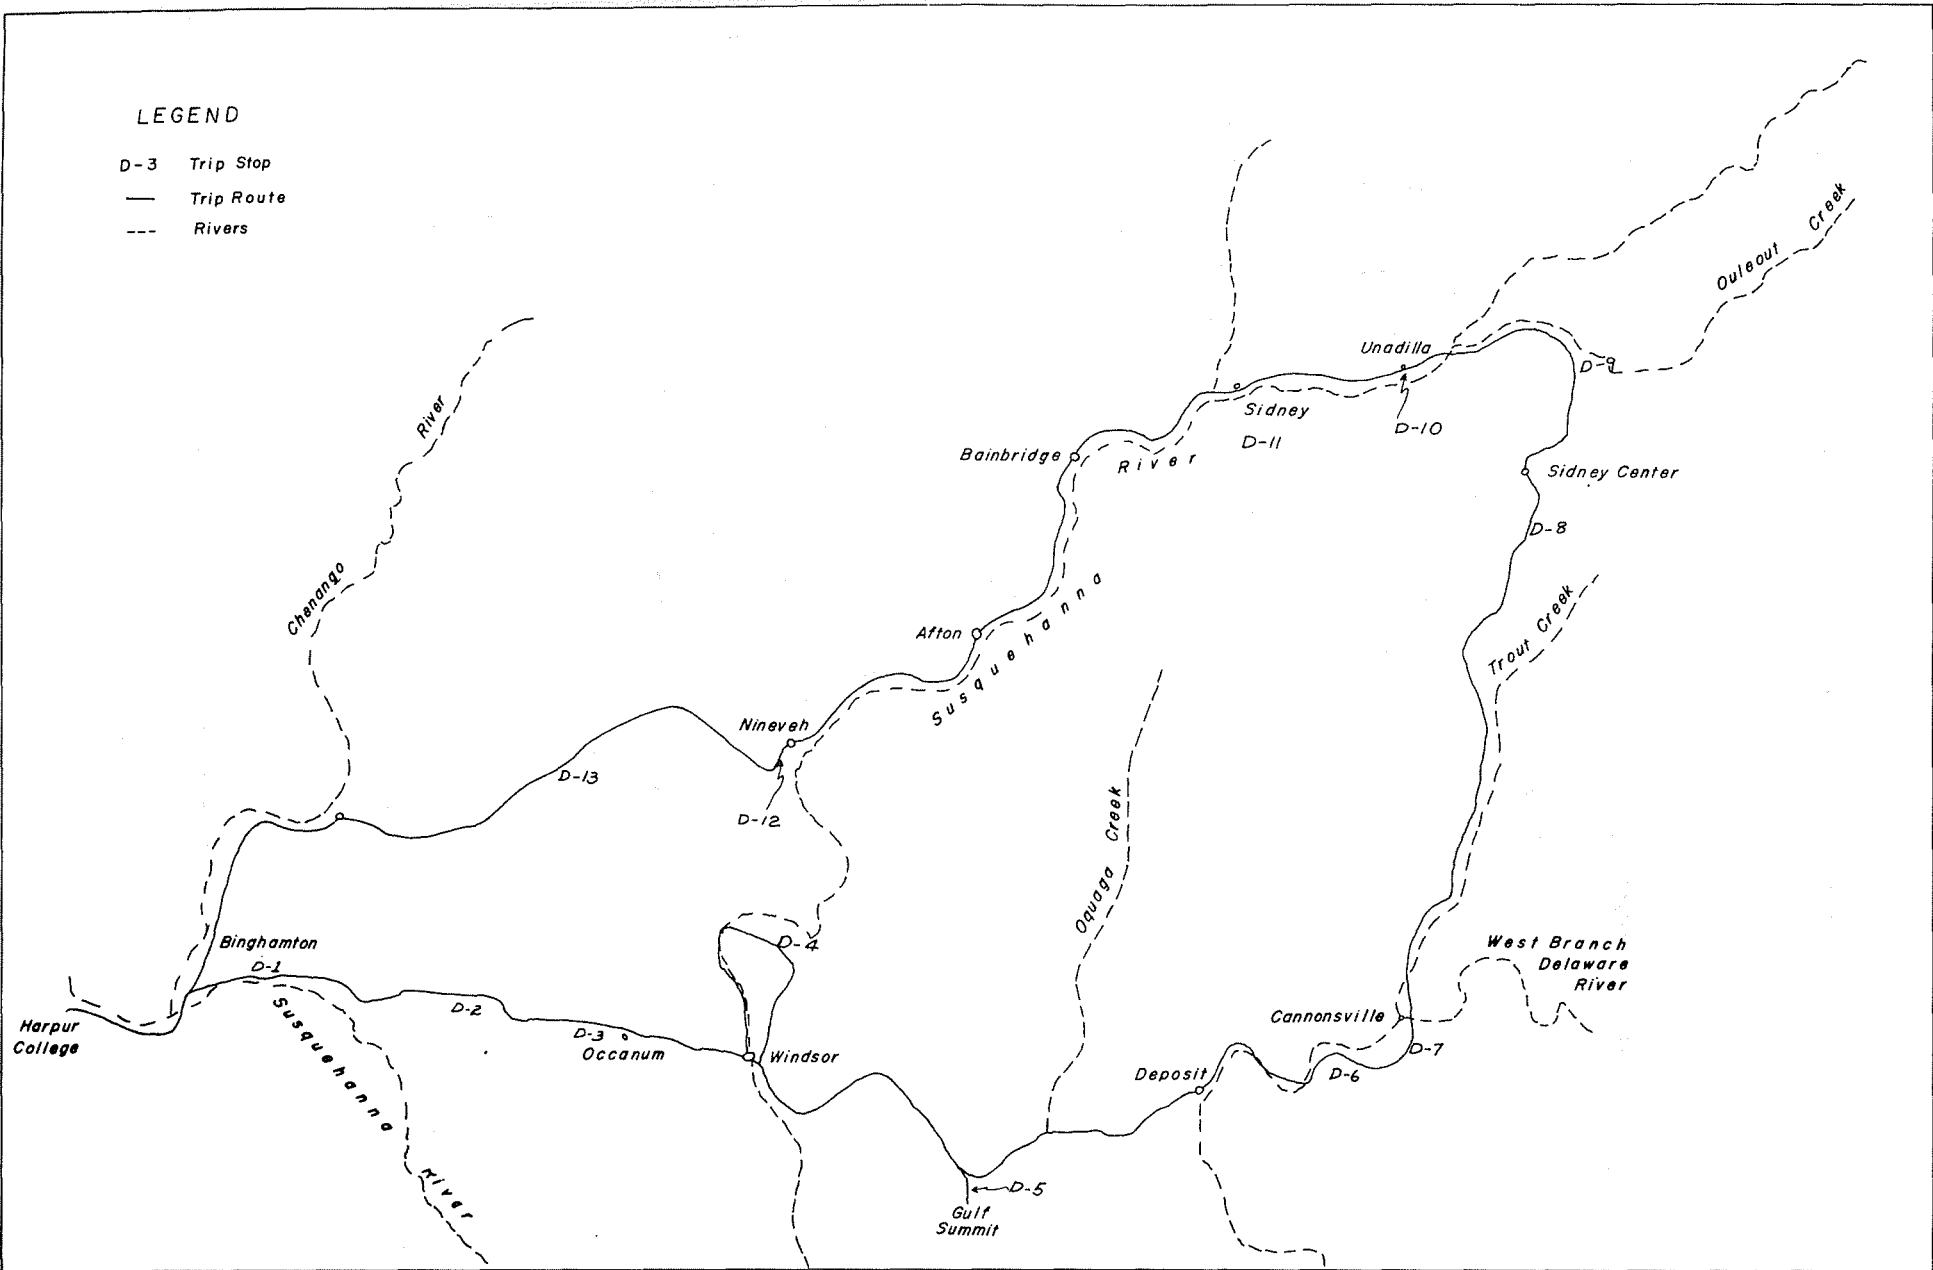 LEGEND
D-3 Trip Stop
Trip Route
Rivers
Ouleout Creek
Unadilla
D-9
Sidney
D-10
D-11
Bainbridge
River
Sidney Center
D-8
Chenango River
Afton
Susquehanna
Trout Creek
Nineveh
D-13
D-12
Oquaga Creek
Binghamton
D-1
D-4
West Branch
Delaware
River
D-2
Harpur
College
Susquehanna River
D-3
Occanum
Windsor
Cannonsville
D-7
Deposit
D-6
D-5
Gulf
Summit